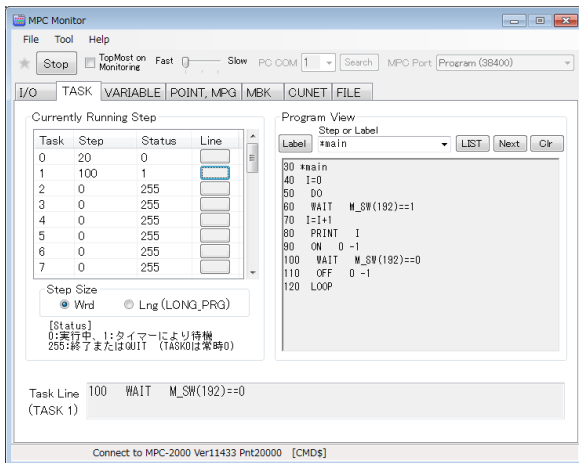 MPC Monitor
File Tool Help
Stop TopMost on Monitoring Fast Slow PC COM 1 Search MPC Port Program (38400)
I/O TASK VARIABLE POINT, MPG MBK CUNET FILE
Currently Running Step
Task Step Status Line
0 20 0
1 100 1
2 0 255
3 0 255
4 0 255
5 0 255
6 0 255
7 0 255
Step Size
Wrd Lng (LONG_PRG)
[Status]
0:実行中、1:タイマーにより待機
255:終了またはQUIT (TASK0は常時0)
Program View
Step or Label
Label *main LIST Next Clr
30 *main
40 I=0
50 DO
60 WAIT M_SW(192)==1
70 I=I+1
80 PRINT I
90 ON 0 -1
100 WAIT M_SW(192)==0
110 OFF 0 -1
120 LOOP
Task Line 100 WAIT M_SW(192)==0
(TASK 1)
Connect to MPC-2000 Ver11433 Pnt20000 [CMD$]